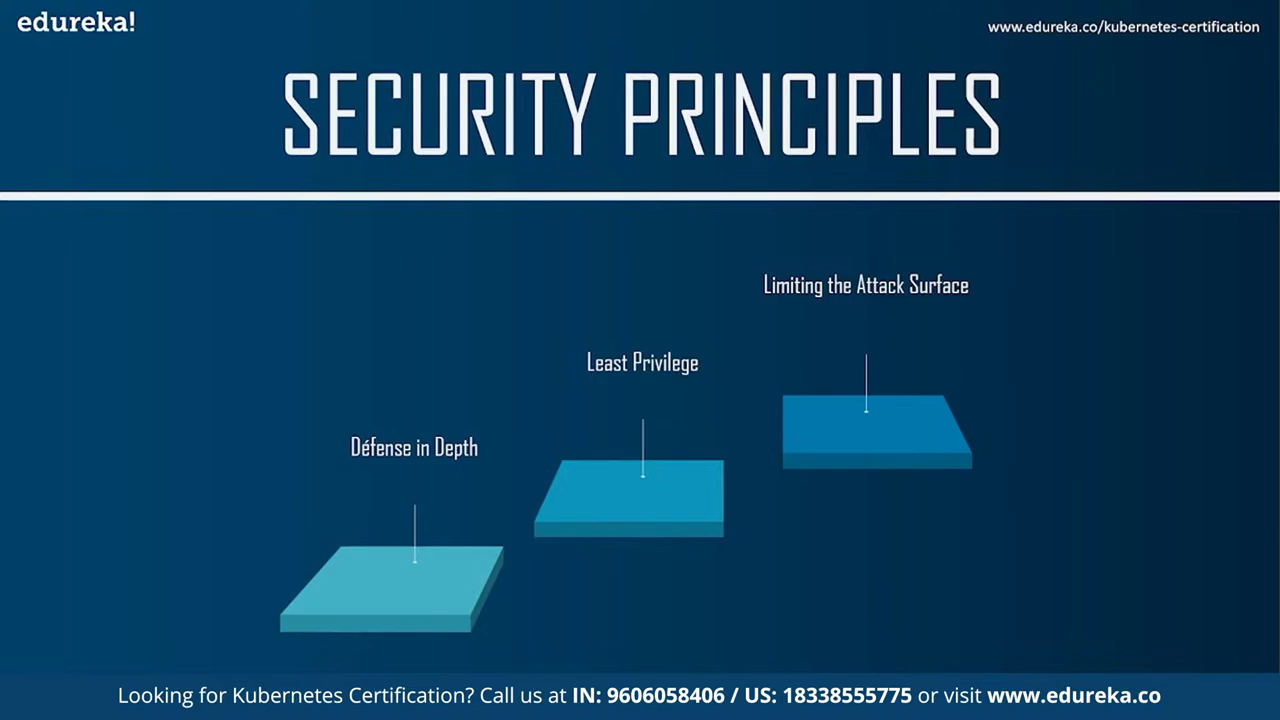 edureka!
www.edureka.co/kubernetes-certification
SECURITY PRINCIPLES
Limiting the Attack Surface
Least Privilege
Défense in Depth
Looking for Kubernetes Certification? Call us at IN: 9606058406 / US: 18338555775 or visit www.edureka.co